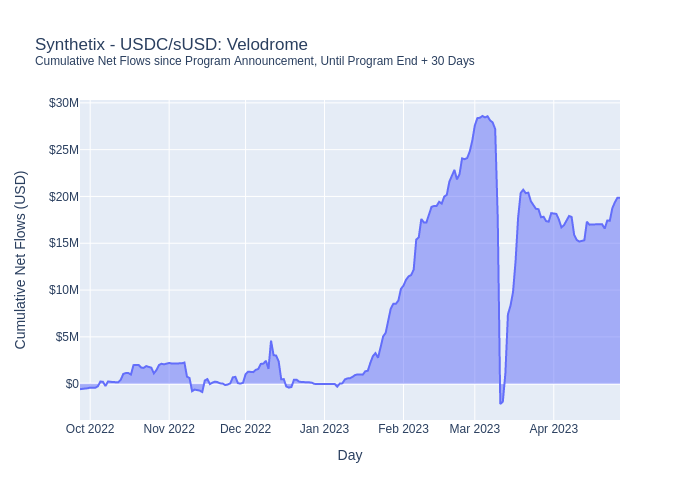 Synthetix - USDC/sUSD: Velodrome
Cumulative Net Flows since Program Announcement, Until Program End + 30 Days
$30M
$25M
$20M
$15M
$10M
$5M
$0
Cumulative Net Flows (USD)
Oct 2022 Nov 2022 Dec 2022 Jan 2023 Feb 2023 Mar 2023 Apr 2023
Day